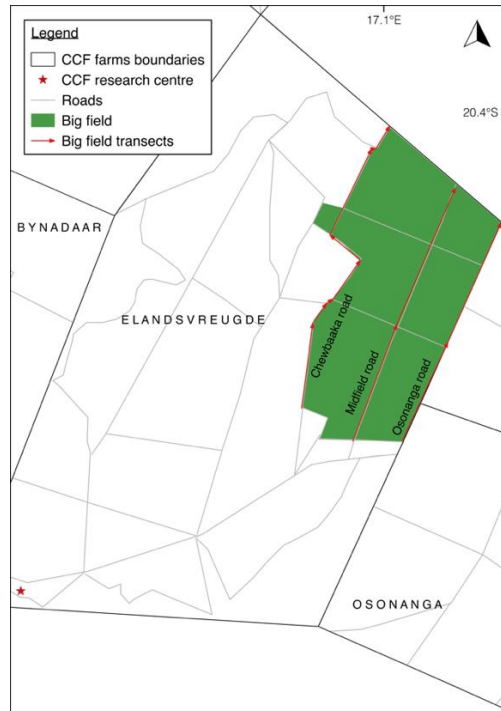 17.1°E
Legend
CCF farms boundaries
CCF research centre
Roads
Big field
Big field transects
20.4°S
BYNADAAR
ELANDSVREUGDE
Chewbaaka road
Midfield road
Osonanga road
OSONANGA